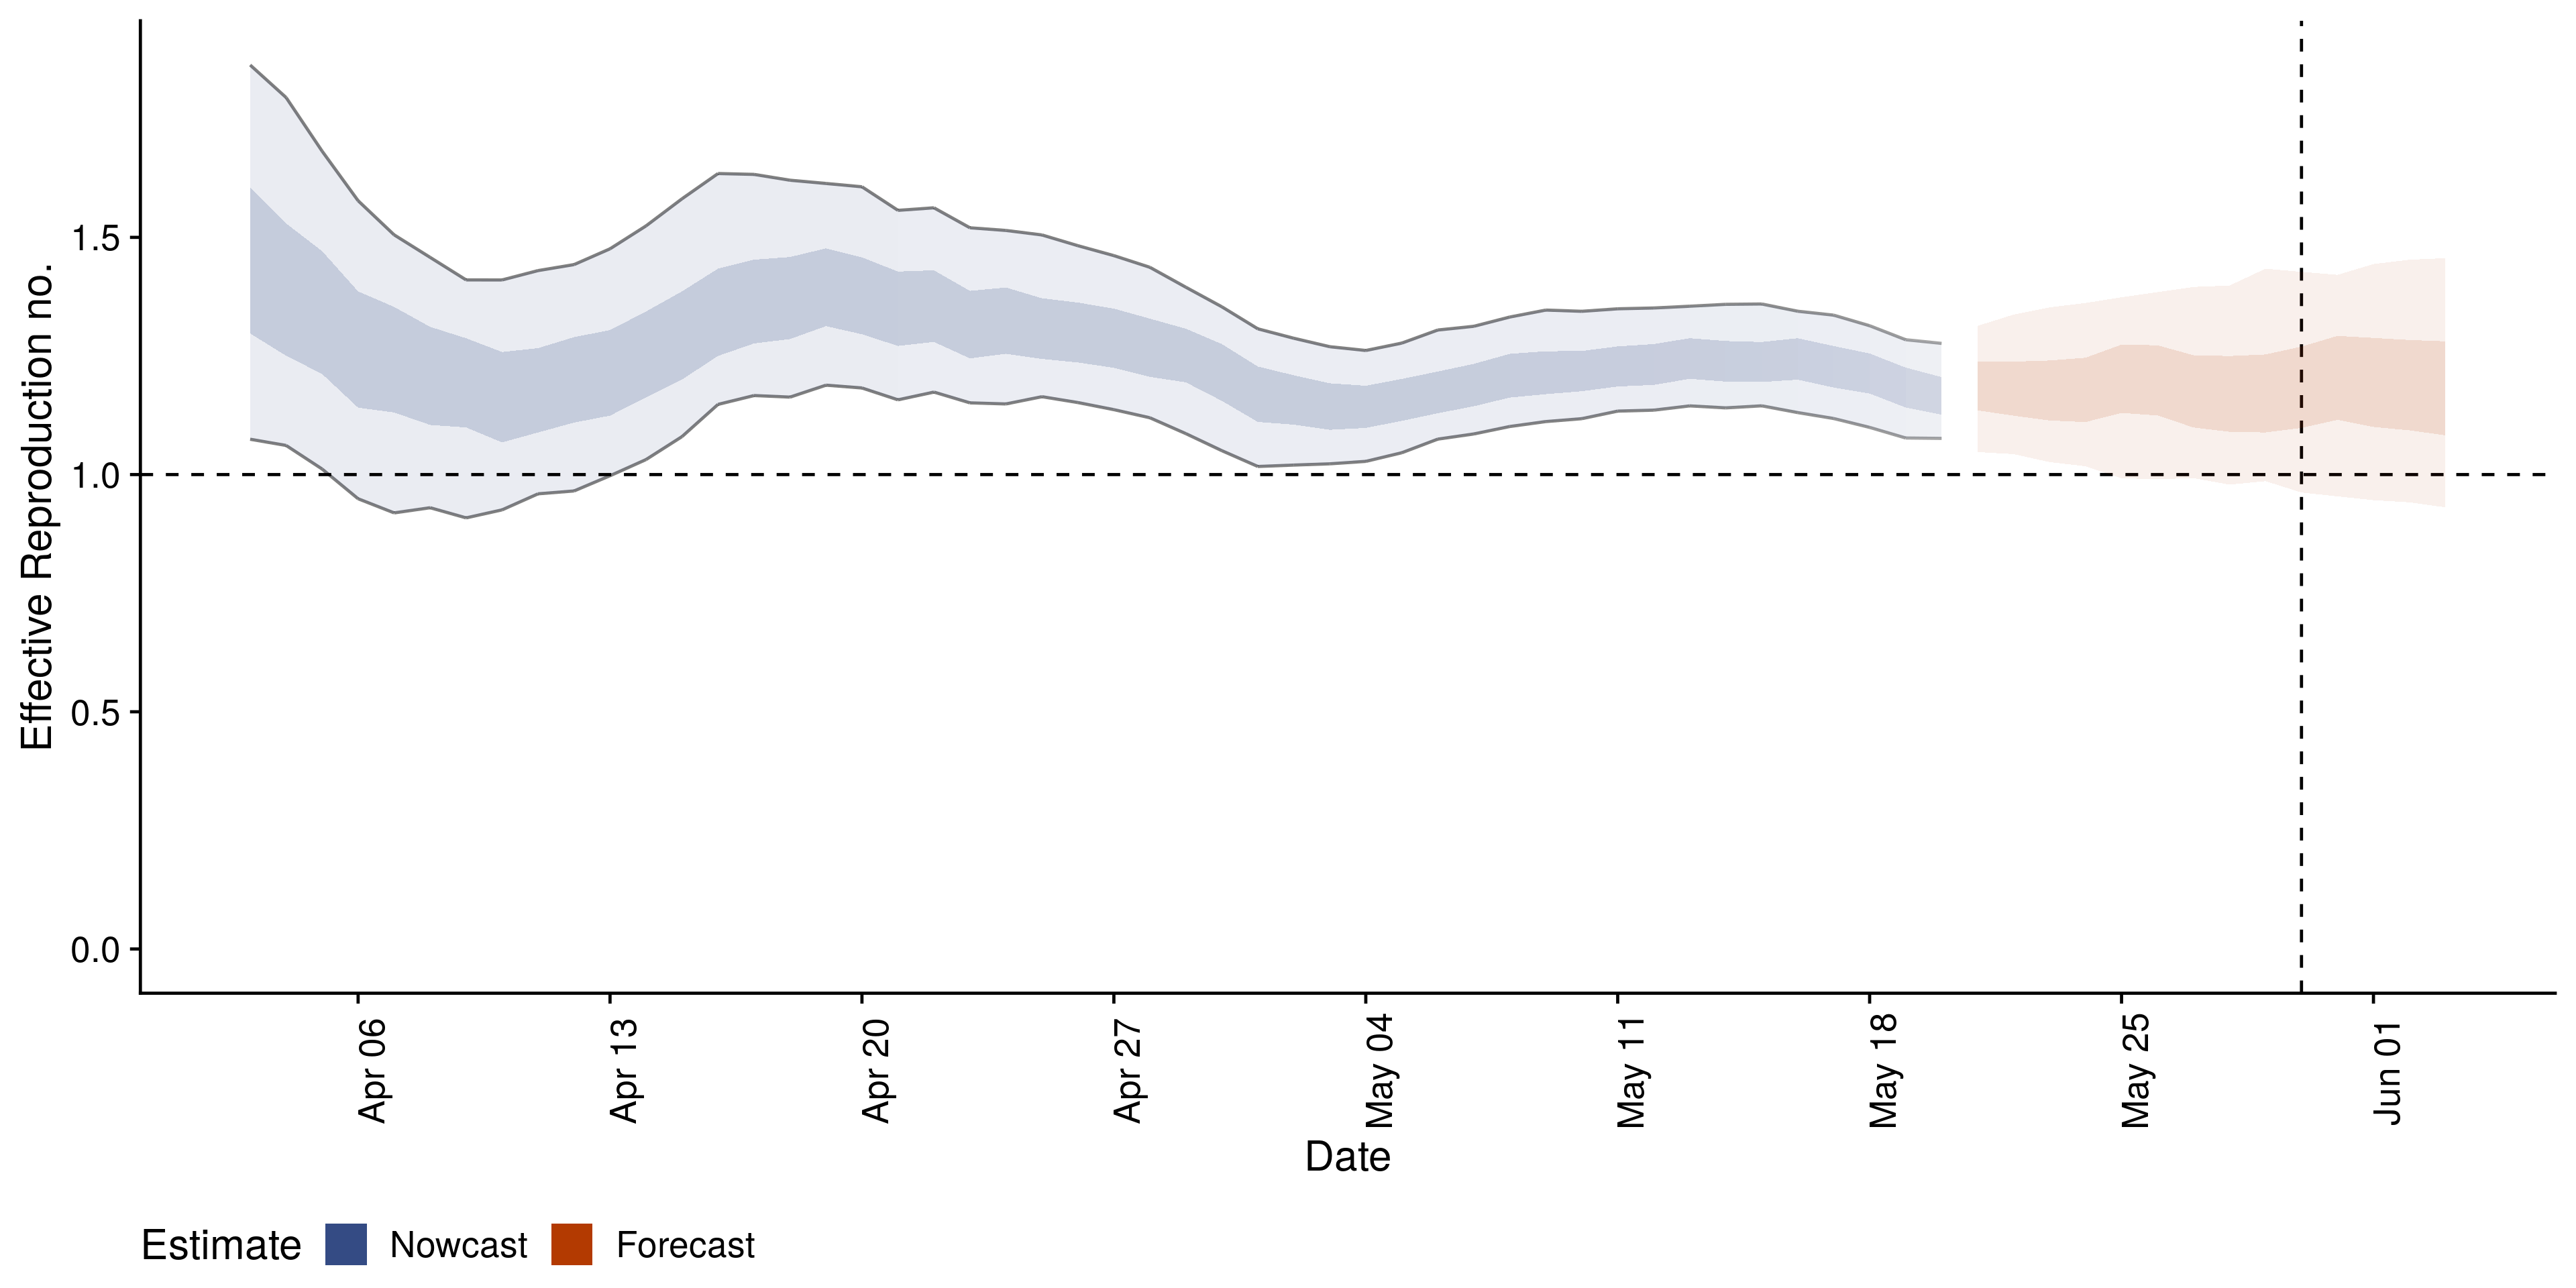 Effective Reproduction no.
1.5
1.0
0.5
0.0
Apr 06
Apr 13
Apr 20
Apr 27
May 04
May 11
May 18
May 25
Jun 01
Date
Estimate Nowcast Forecast